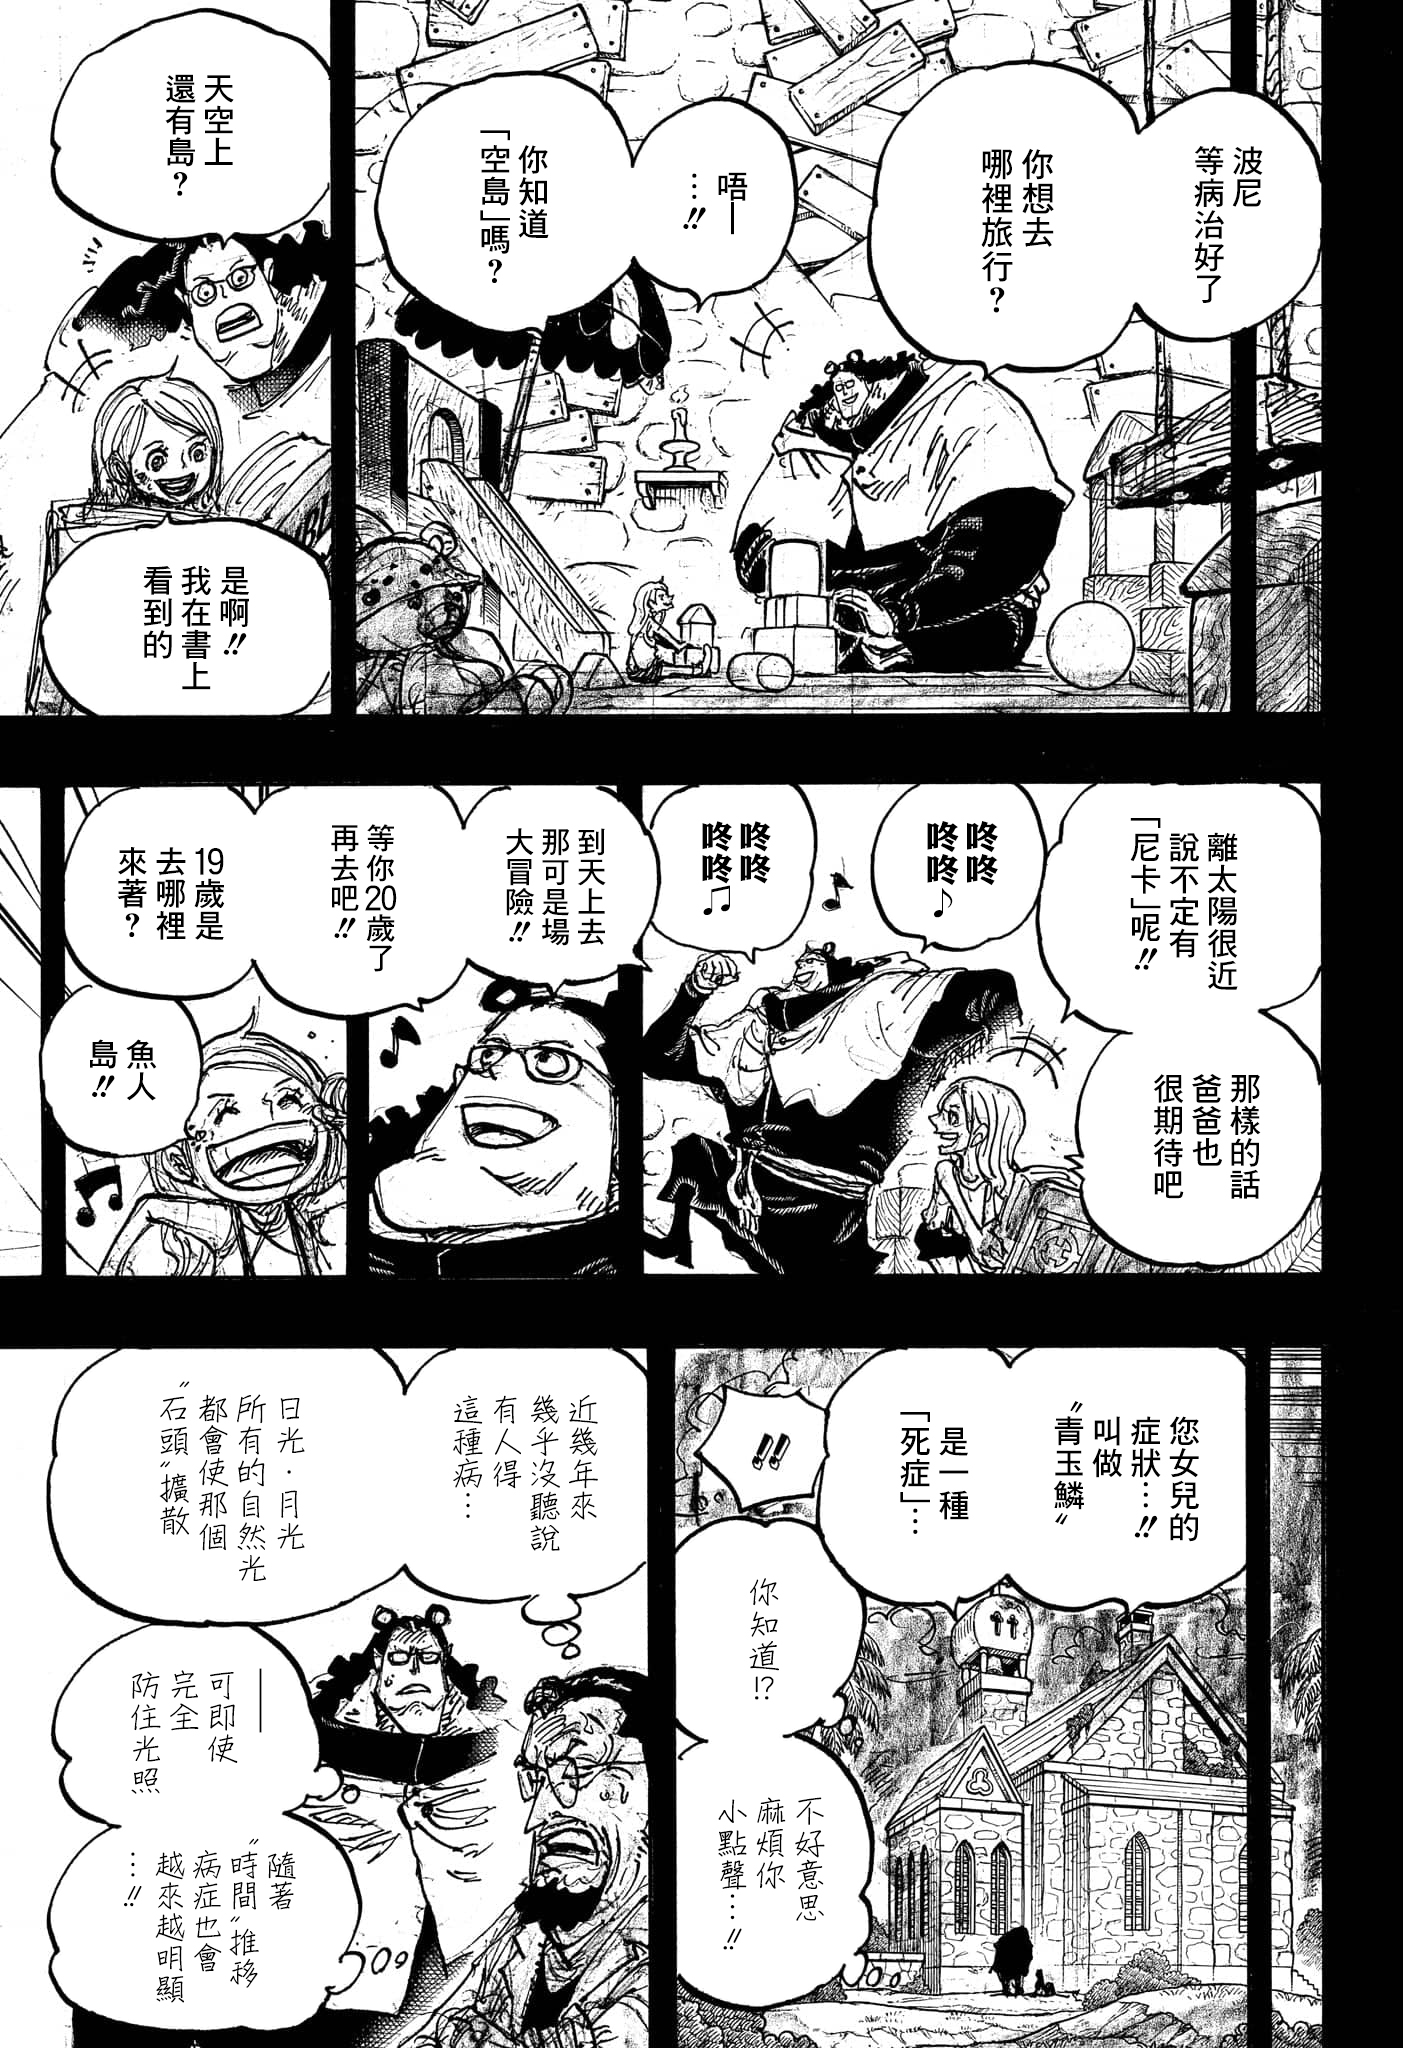 波尼
等病治好了
你想去
哪裡旅行？
唔—
…!!
你知道
「空島」嗎？
天空上
還有島？
是啊!!
我在書上
看到的
離太陽很近
說不定有
「尼卡」呢!!
那樣的話
爸爸也
很期待吧
咚咚
咚咚♪
咚咚
咚咚♫
到天上去
那可是場
大冒險!!
等你20歲了
再去吧!!
19歲是
去哪裡
來著？
魚人
島!!
您女兒的
症狀…!!
叫做
〝青玉鱗〟
是一種
「死症」…
!!
你知道!?
不好意思
麻煩你
小點聲…!!
近幾年來
幾乎沒聽說
有人得
這種病…
日光·月光
所有的自然光
都會使那個
〝石頭〟擴散
——
可即使
完全
防住光照
隨著
〝時間〟推移
病症也會
越來越明顯
…!!